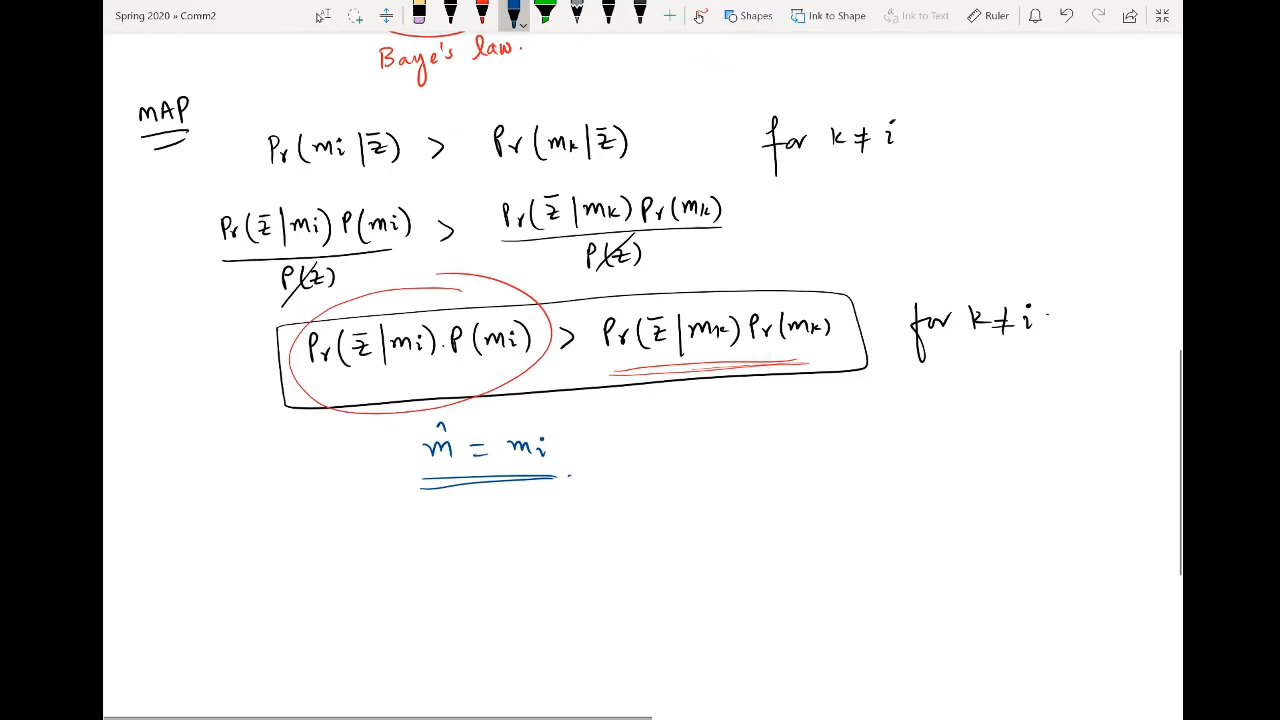 Spring 2020 » Comm2 Shapes Ink to Shape Ink to Text Ruler
Baye's law.
MAP
Pr(mi|z̄) > Pr(mk|z̄) for k ≠ i
Pr(z̄|mi) P(mi) / P(z̄) > Pr(z̄|mk) Pr(mk) / P(z̄)
Pr(z̄|mi) . P(mi) > Pr(z̄|mk) Pr(mk) for k ≠ i .
m̂ = mi .